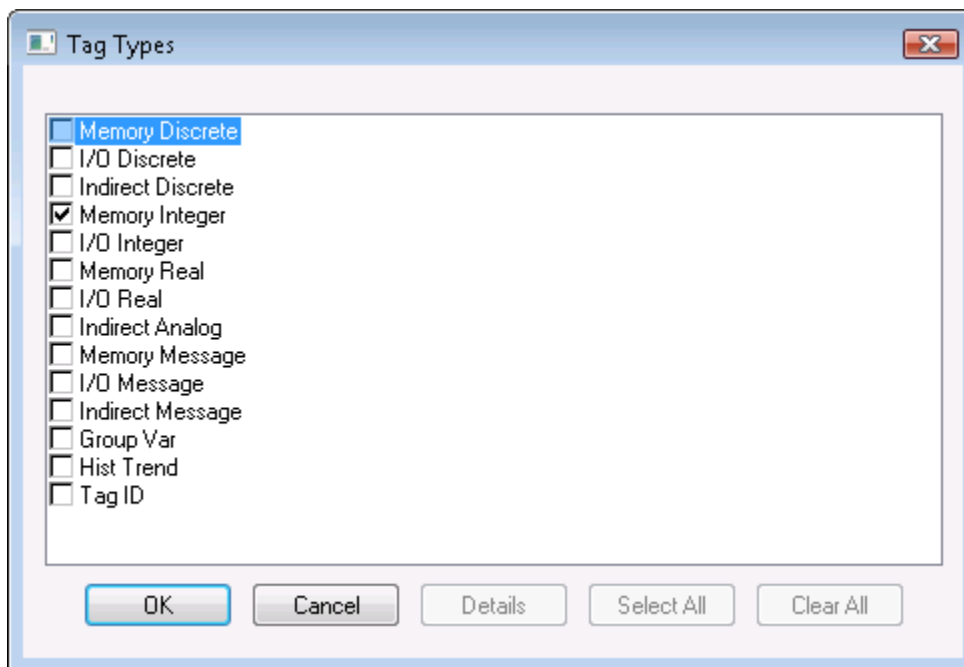 Tag Types
Memory Discrete
I/O Discrete
Indirect Discrete
Memory Integer
I/O Integer
Memory Real
I/O Real
Indirect Analog
Memory Message
I/O Message
Indirect Message
Group Var
Hist Trend
Tag ID
OK Cancel Details Select All Clear All